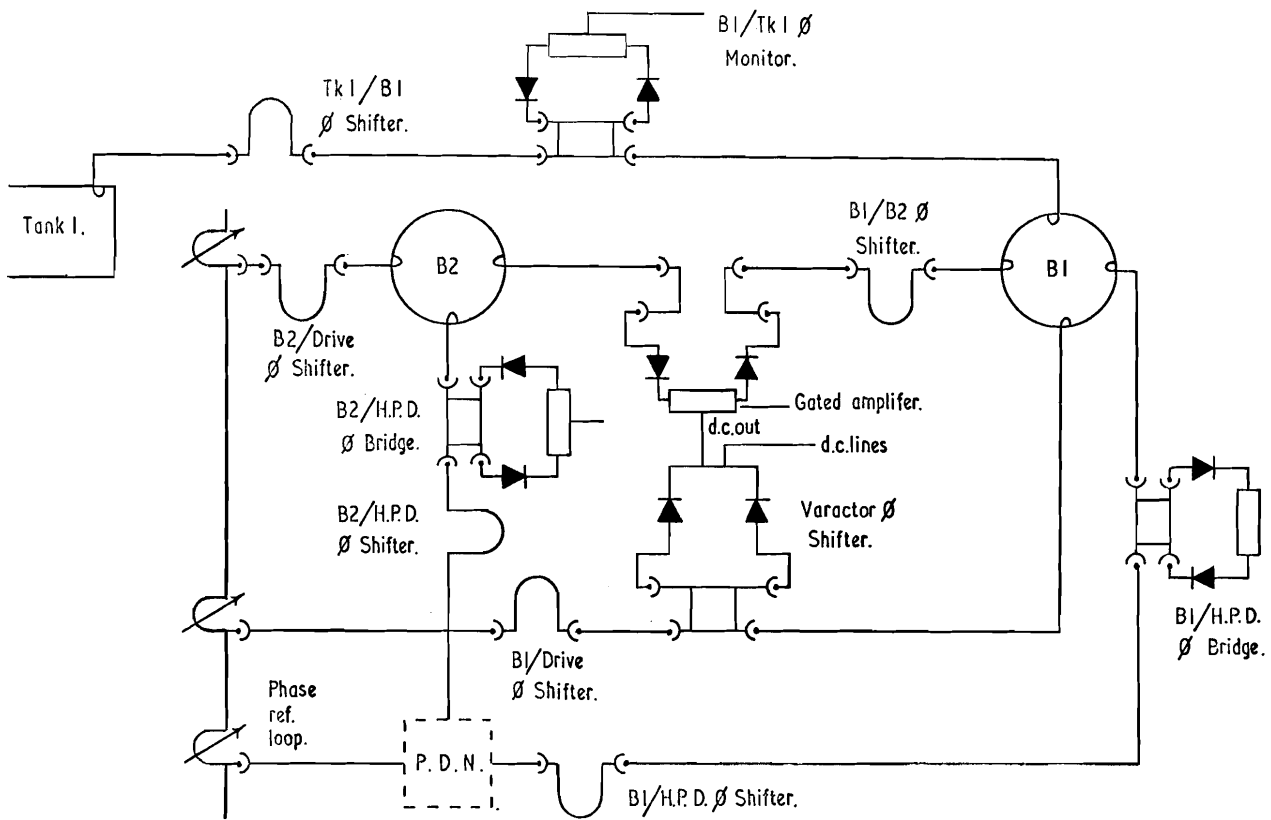 B1/Tk1 Ø
Monitor.
Tk1/B1
Ø Shifter.
Tank 1.
B1/B2 Ø
Shifter.
B2
B1
B2/Drive
Ø Shifter.
B2/H.P.D.
Ø Bridge.
Gated amplifer.
d.c.out
d.c.lines
B2/H.P.D.
Ø Shifter.
Varactor Ø
Shifter.
B1/H.P.D.
Ø Bridge.
B1/Drive
Ø Shifter.
Phase
ref.
loop.
P.D.N.
B1/H.P.D. Ø Shifter.